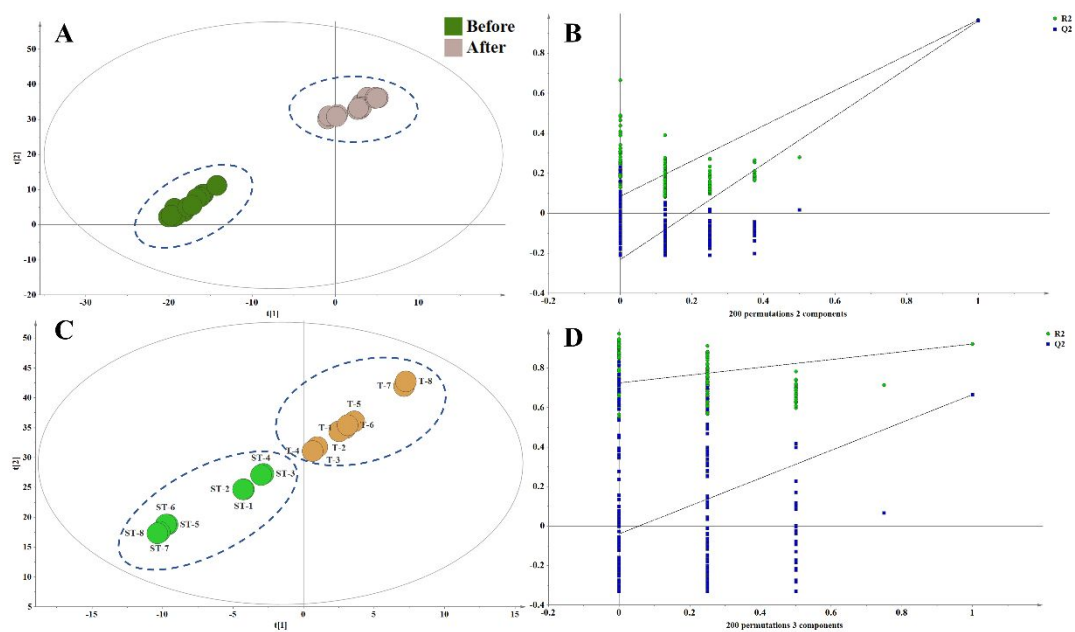 A
Before
After
50
40
30
20
10
0
-10
-20
-30
-20
-10
0
10
t[2]
t[1]
B
R2
Q2
0.8
0.6
0.4
0.2
0
-0.2
-0.4
-0.2
0
0.2
0.4
0.6
0.8
1
200 permutations 2 components
C
50
45
40
35
30
25
20
15
10
5
-15
-10
-5
0
5
10
t[2]
t[1]
T-8
T-7
T-5
T-1
T-6
T-4
T-2
T-3
ST-4
ST-3
ST-2
ST-1
ST-6
ST-5
ST-8
ST-7
D
R2
Q2
0.8
0.6
0.4
0.2
0
-0.2
-0.4
-0.2
0
0.2
0.4
0.6
0.8
1
200 permutations 3 components